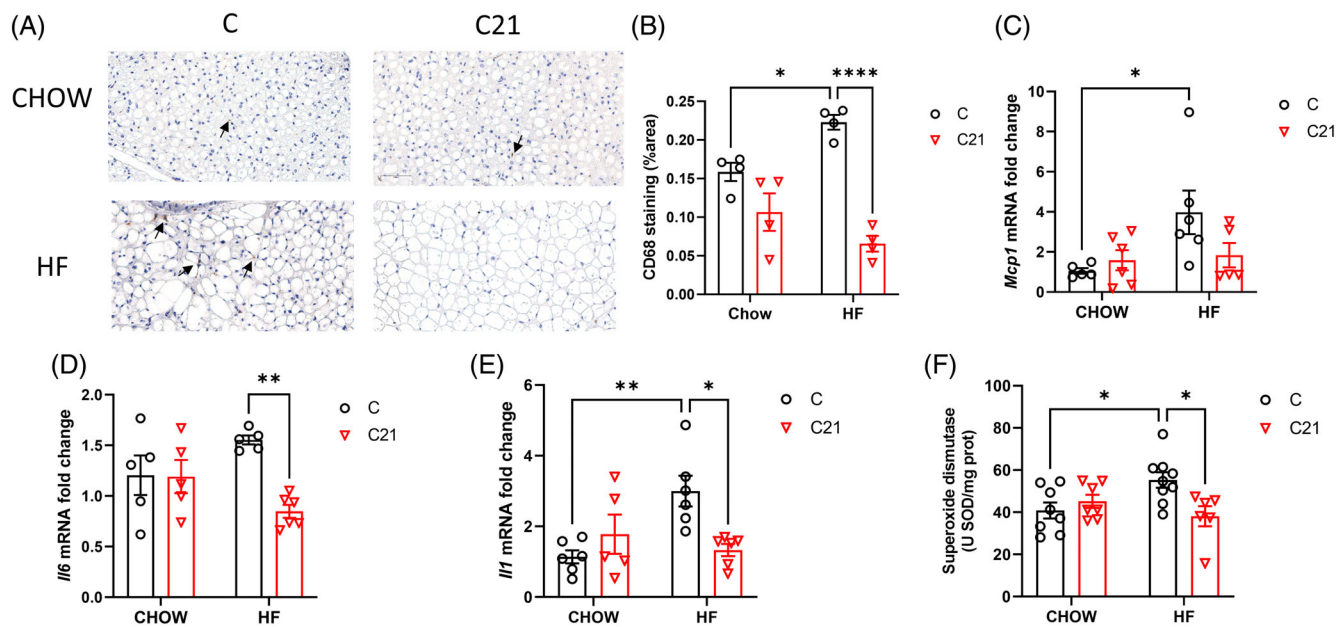 (A)
C
C21
CHOW
HF
(B)
CD68 staining (%area)
0.25
0.20
0.15
0.10
0.05
0.00
*
****
Chow
HF
C
C21
(C)
Mcp1 mRNA fold change
10
8
6
4
2
0
*
CHOW
HF
C
C21
(D)
Il6 mRNA fold change
2.0
1.5
1.0
0.5
0.0
**
CHOW
HF
C
C21
(E)
Il1 mRNA fold change
6
4
2
0
**
*
CHOW
HF
C
C21
(F)
Superoxide dismutase
(U SOD/mg prot)
100
80
60
40
20
0
*
*
CHOW
HF
C
C21